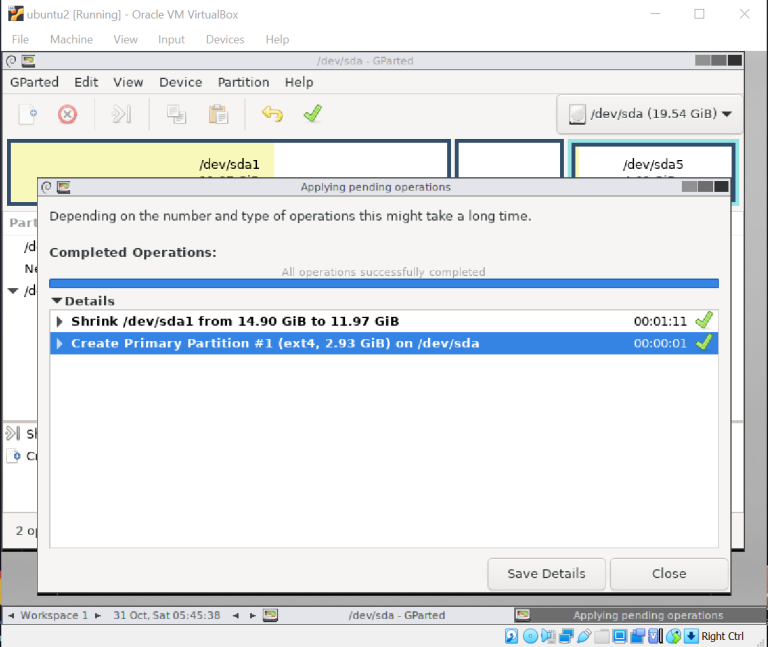 ubuntu2 [Running] - Oracle VM VirtualBox
File Machine View Input Devices Help
/dev/sda - GParted
GParted Edit View Device Partition Help
/dev/sda (19.54 GiB)
/dev/sda1 /dev/sda5
Applying pending operations
Depending on the number and type of operations this might take a long time.
Part
Completed Operations:
/d
All operations successfully completed
Ne
/d
Details
Shrink /dev/sda1 from 14.90 GiB to 11.97 GiB 00:01:11
Create Primary Partition #1 (ext4, 2.93 GiB) on /dev/sda 00:00:01
Sh
Cr
2 op
Save Details Close
Workspace 1 31 Oct, Sat 05:45:38 /dev/sda - GParted Applying pending operations
Right Ctrl